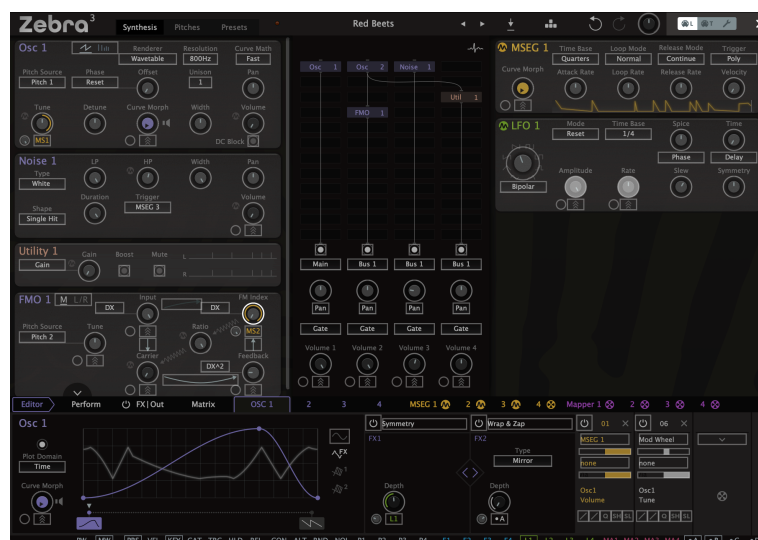 Zebra3 Synthesis Pitches Presets Red Beets L T
Osc 1 Renderer Resolution Curve Math
Wavetable 800Hz Fast
Pitch Source Phase Offset Unison Pan
Pitch 1 Reset 1
Tune Detune Curve Morph Width Volume
MS1 DC Block
Noise 1 LP HP Width Pan
Type
White
Duration Trigger Volume
MSEG 3
Shape
Single Hit
Utility 1 Gain Boost Mute L
Gain R
FMO 1 M L/R Input FM Index
DX DX
Pitch Source Tune Ratio MS2
Pitch 2
Carrier Feedback
DX^2
Osc 1 Osc 2 Noise 1
Util 1
FMO 1
Main Bus 1 Bus 1 Bus 1
Pan Pan Pan Pan
Gate Gate Gate Gate
Volume 1 Volume 2 Volume 3 Volume 4
MSEG 1 Time Base Loop Mode Release Mode Trigger
Quarters Normal Continue Poly
Curve Morph Attack Rate Loop Rate Release Rate Velocity
LFO 1 Mode Time Base Spice Time
Reset 1/4
Phase Delay
Amplitude Rate Slew Symmetry
Bipolar
Editor Perform FX|Out Matrix OSC 1 2 3 4 MSEG 1 2 3 4 Mapper 1 2 3 4
Osc 1
Plot Domain
Time
Curve Morph
FX
1
2
Symmetry
FX1
Depth
L1
Wrap & Zap
FX2
Type
Mirror
Depth
A
01
MSEG 1
none
Osc1
Volume
SH SL
06
Mod Wheel
none
Osc1
Tune
SH SL